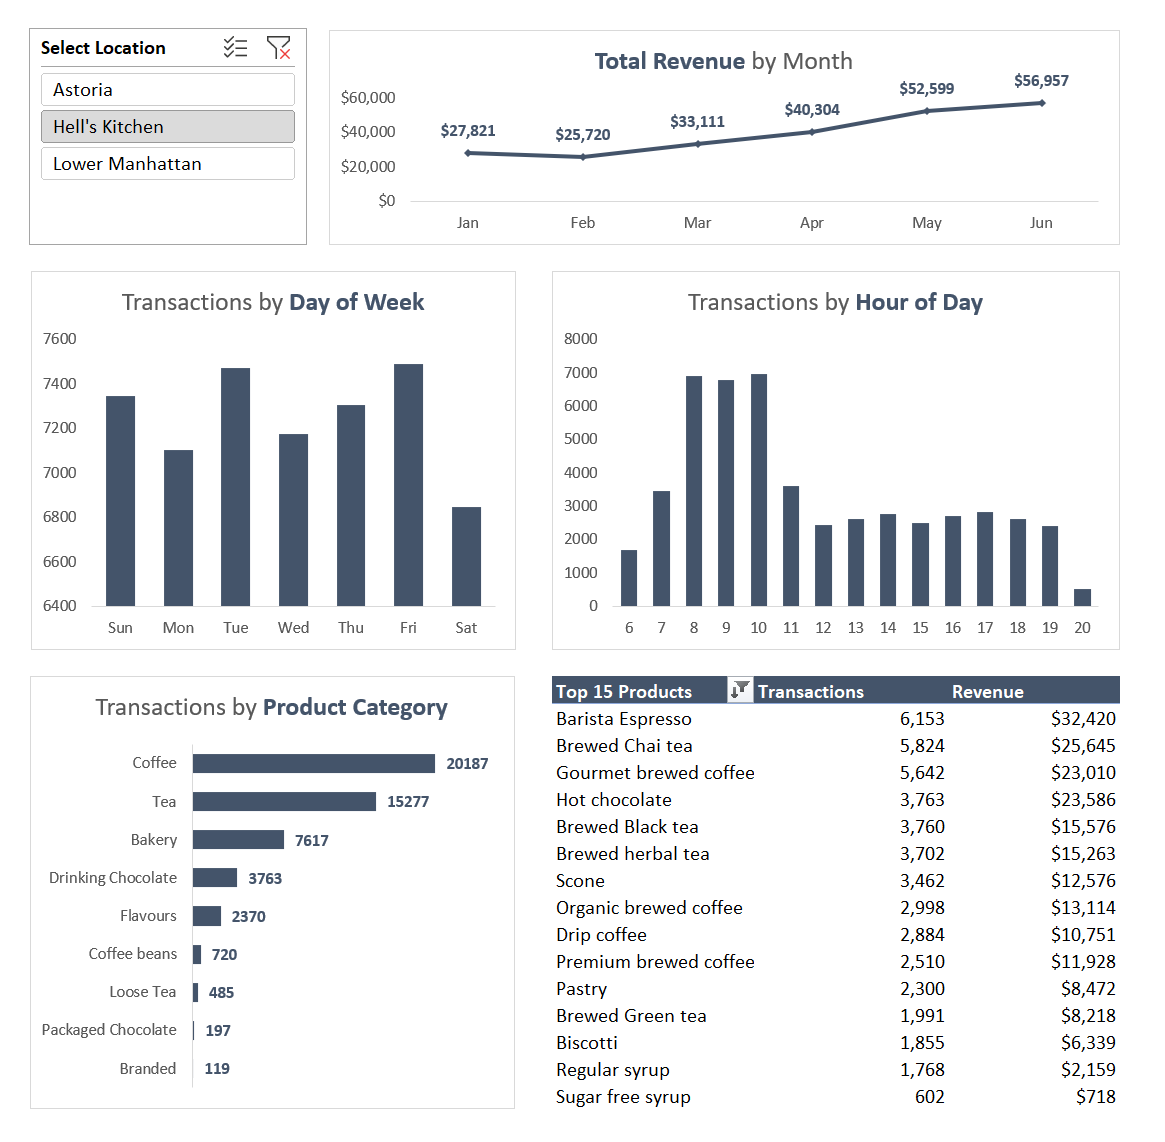 Select Location
Astoria
Hell's Kitchen
Lower Manhattan
Total Revenue by Month
$60,000
$40,000
$20,000
$0
$27,821
$25,720
$33,111
$40,304
$52,599
$56,957
Jan Feb Mar Apr May Jun
Transactions by Day of Week
7600
7400
7200
7000
6800
6600
6400
Sun Mon Tue Wed Thu Fri Sat
Transactions by Hour of Day
8000
7000
6000
5000
4000
3000
2000
1000
0
6 7 8 9 10 11 12 13 14 15 16 17 18 19 20
Transactions by Product Category
Coffee 20187
Tea 15277
Bakery 7617
Drinking Chocolate 3763
Flavours 2370
Coffee beans 720
Loose Tea 485
Packaged Chocolate 197
Branded 119
Top 15 Products Transactions Revenue
Barista Espresso 6,153 $32,420
Brewed Chai tea 5,824 $25,645
Gourmet brewed coffee 5,642 $23,010
Hot chocolate 3,763 $23,586
Brewed Black tea 3,760 $15,576
Brewed herbal tea 3,702 $15,263
Scone 3,462 $12,576
Organic brewed coffee 2,998 $13,114
Drip coffee 2,884 $10,751
Premium brewed coffee 2,510 $11,928
Pastry 2,300 $8,472
Brewed Green tea 1,991 $8,218
Biscotti 1,855 $6,339
Regular syrup 1,768 $2,159
Sugar free syrup 602 $718